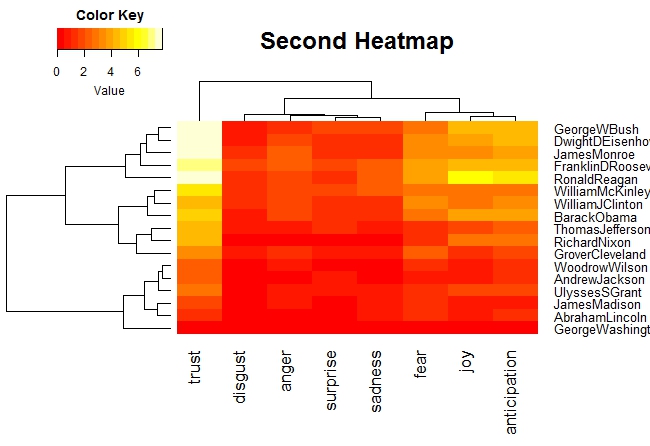 Color Key
0 2 4 6
Value
Second Heatmap
GeorgeWBush
DwightDEisenho
JamesMonroe
FranklinDRoosev
RonaldReagan
WilliamMcKinley
WilliamJClinton
BarackObama
ThomasJefferson
RichardNixon
GroverCleveland
WoodrowWilson
AndrewJackson
UlyssesSGrant
JamesMadison
AbrahamLincoln
GeorgeWashingt
trust
disgust
anger
surprise
sadness
fear
joy
anticipation